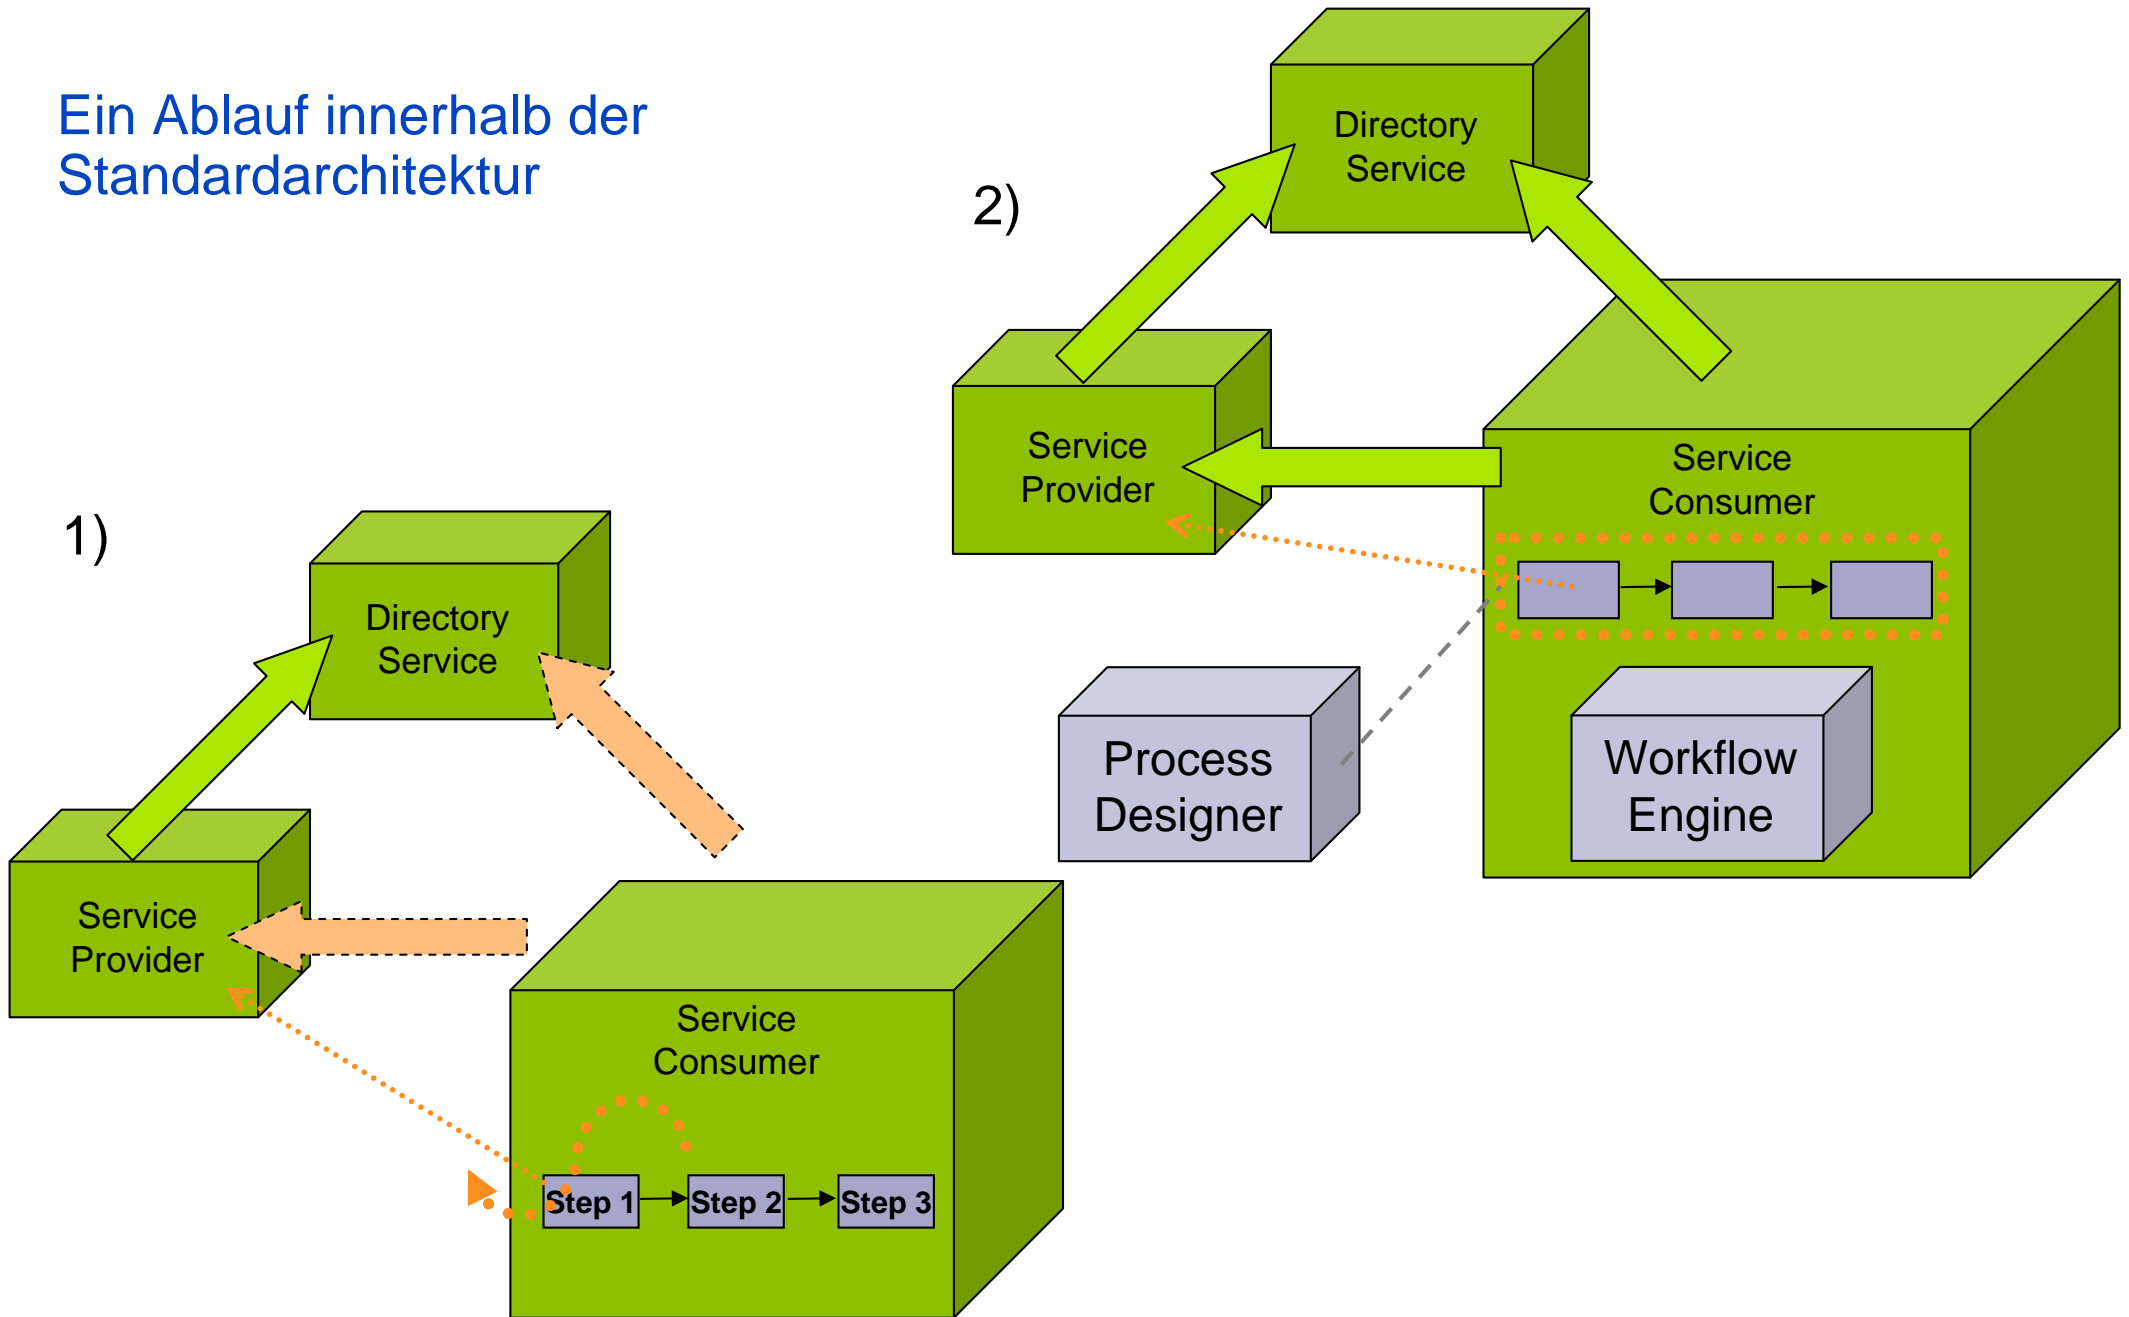 Ein Ablauf innerhalb der
Standardarchitektur
1)
Directory
Service
Service
Provider
Service
Consumer
Step 1
Step 2
Step 3
2)
Directory
Service
Service
Provider
Service
Consumer
Process
Designer
Workflow
Engine